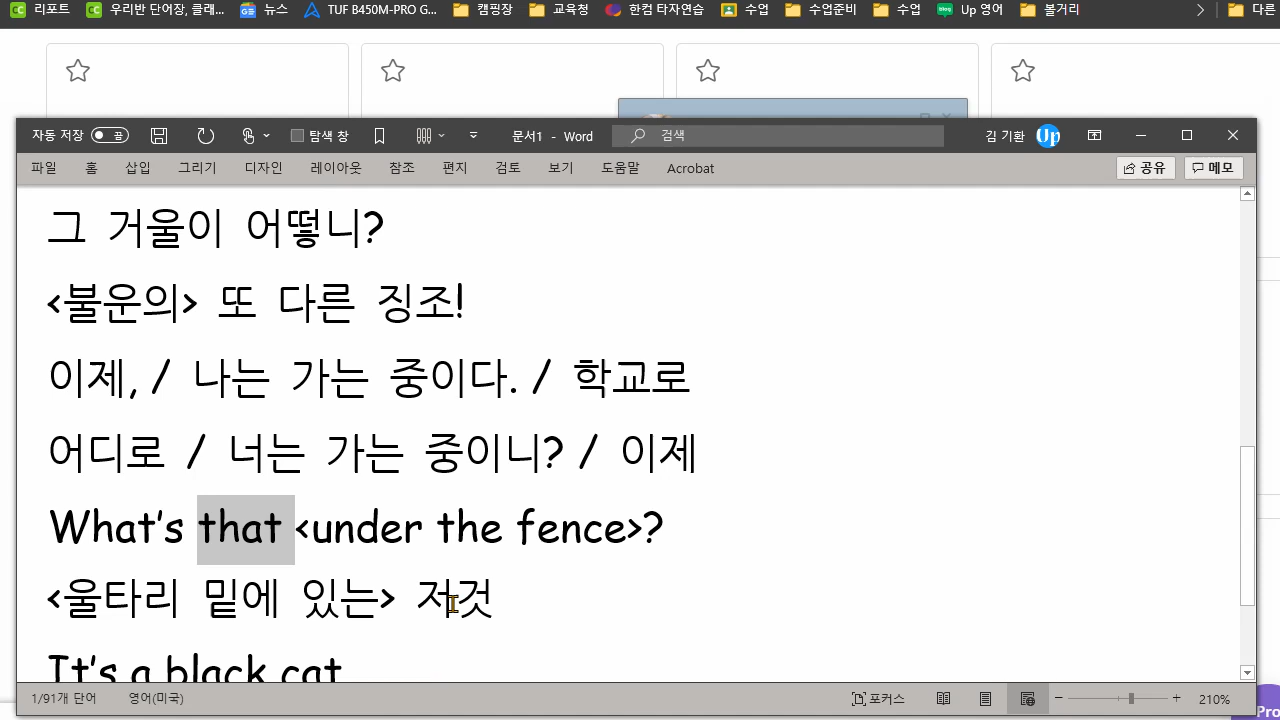 리포트 우리반 단어장, 클래... 뉴스 TUF B450M-PRO G... 캠핑장 교육청 한컴 타자연습 수업 수업준비 수업 Up 영어 볼거리 다른
자동 저장 끔 탐색 창 문서1 - Word 검색 김 기환 Up
파일 홈 삽입 그리기 디자인 레이아웃 참조 편지 검토 보기 도움말 Acrobat 공유 메모
그 거울이 어떻니?
<불운의> 또 다른 징조!
이제, / 나는 가는 중이다. / 학교로
어디로 / 너는 가는 중이니? / 이제
What's that <under the fence>?
<울타리 밑에 있는> 저것
It's a black cat
1/91개 단어 영어(미국) 포커스 210%
Pro